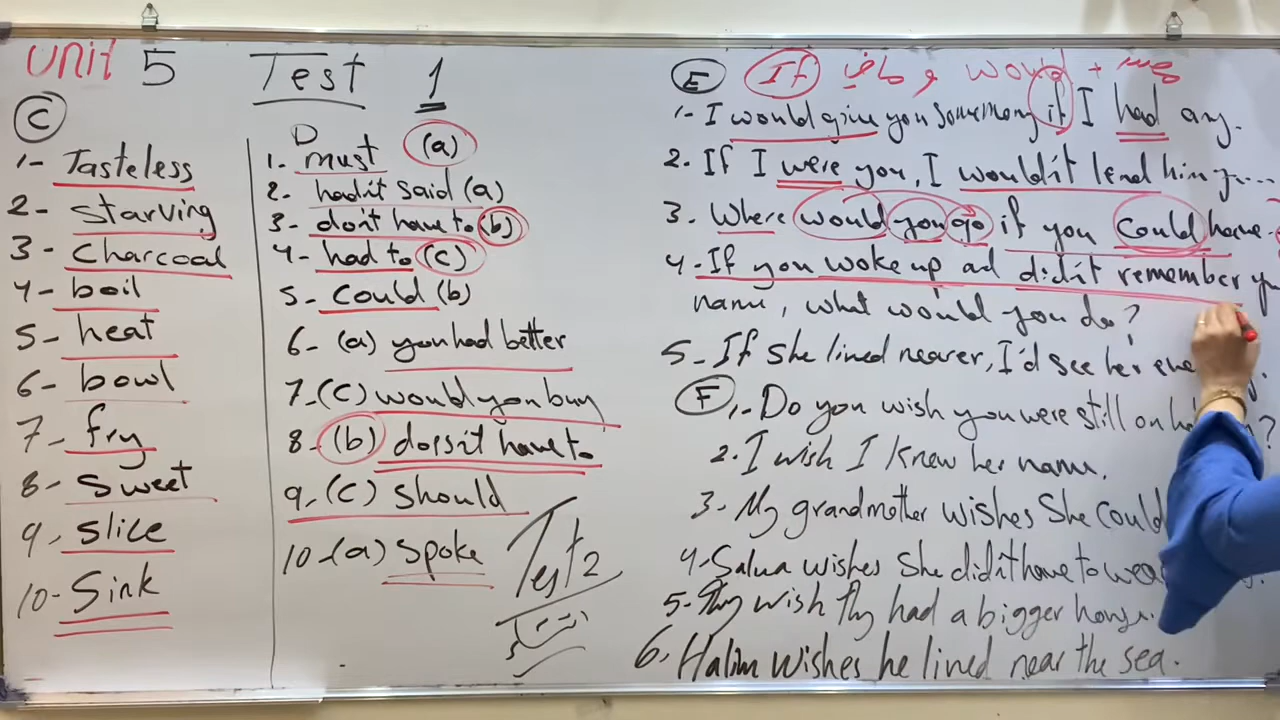 Unit 5 Test 1
C
1- Tasteless
2- starving
3- Charcoal
4- boil
5- heat
6- bowl
7- fry
8- sweet
9, slice
10- Sink
D
1. must (a)
2. hadn't said (a)
3- don't have to (b)
4- had to (c)
5- could (b)
6- (a) you had better
7- (c) would you buy
8- (b) doesn't have to
9, (c) should
10-(a) spoke
Test 2
E If would +
1- I would give you something if I had any.
2. If I were you, I wouldn't lend him
3. Where would you go if you could have
4- If you woke up and didn't remember
name, what would you do?
5- If she lived nearer, I'd see her
F 1- Do you wish you were still on
2. I wish I knew her name.
3. My grandmother wishes she could
4- Salwa wishes she didn't have to
5- They wish they had a bigger house.
6. Halim wishes he lived near the sea.